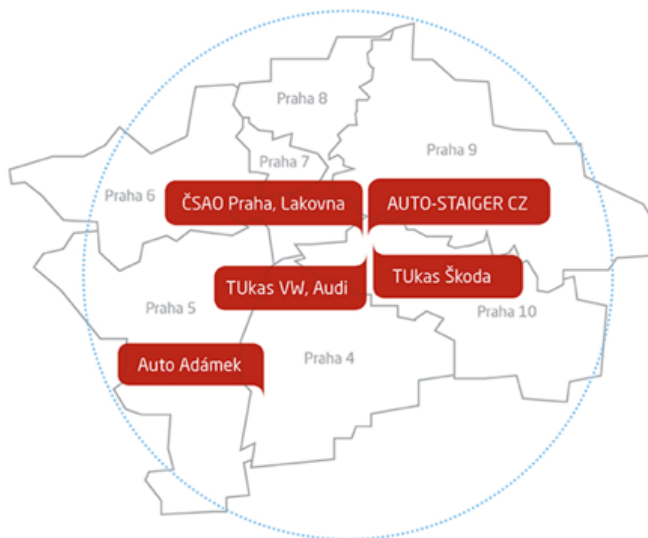 Praha 8
Praha 7
Praha 9
Praha 6
ČSAO Praha, Lakovna
AUTO-STAIGER CZ
TUkas VW, Audi
TUkas Škoda
Praha 5
Praha 10
Auto Adámek
Praha 4